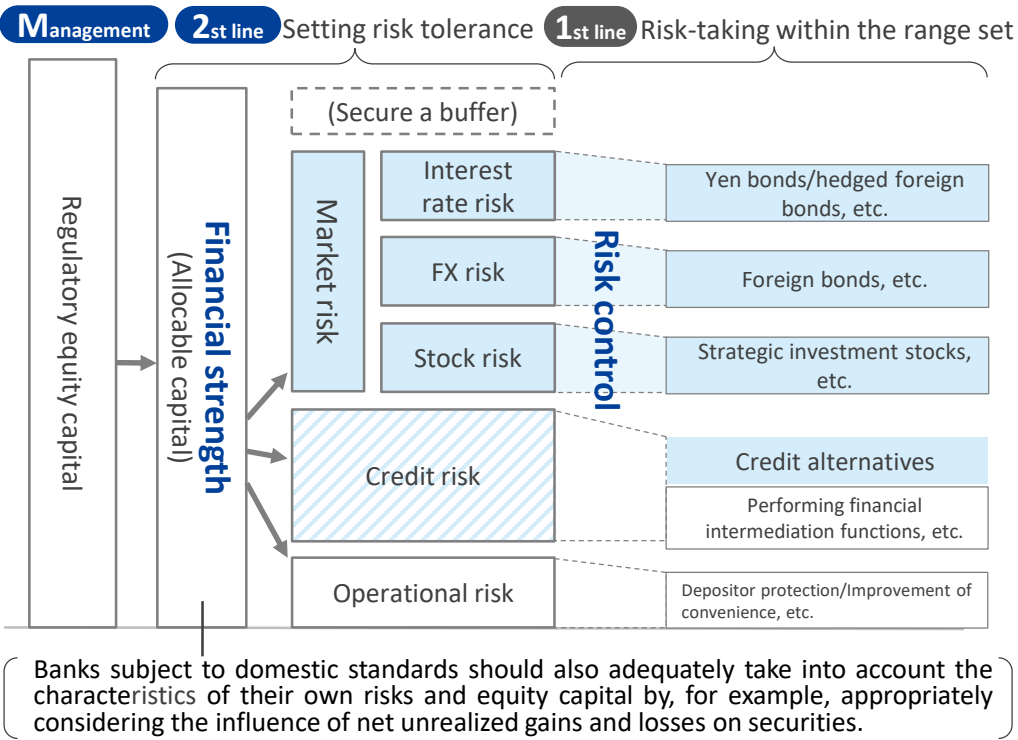 Management 2st line Setting risk tolerance 1st line Risk-taking within the range set
Regulatory equity capital
Financial strength
(Allocable capital)
(Secure a buffer)
Market risk
Interest
rate risk
FX risk
Stock risk
Credit risk
Operational risk
Risk control
Yen bonds/hedged foreign
bonds, etc.
Foreign bonds, etc.
Strategic investment stocks,
etc.
Credit alternatives
Performing financial
intermediation functions, etc.
Depositor protection/Improvement of
convenience, etc.
Banks subject to domestic standards should also adequately take into account the
characteristics of their own risks and equity capital by, for example, appropriately
considering the influence of net unrealized gains and losses on securities.